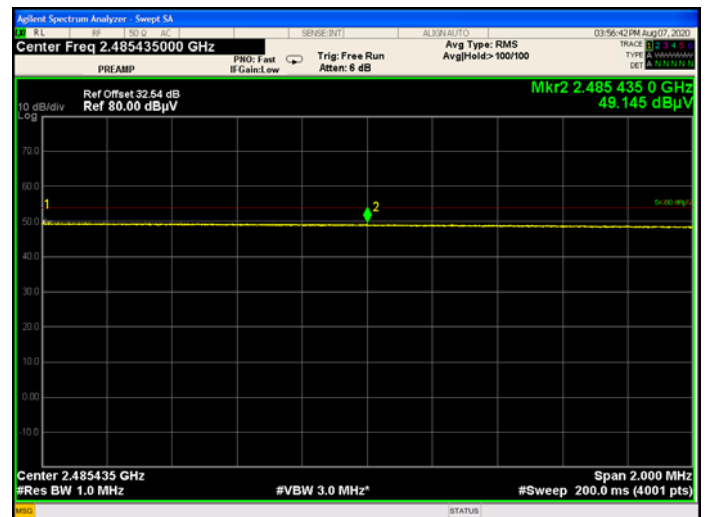 Agilent Spectrum Analyzer - Swept SA
RL RF 50 Ω AC SENSE:INT ALIGNAUTO 03:56:42 PM Aug 07, 2020
Center Freq 2.485435000 GHz
PREAMP
PNO: Fast
IFGain:Low
Trig: Free Run
Atten: 6 dB
Avg Type: RMS
Avg|Hold:>100/100
TRACE 1 2 3 4 5 6
TYPE A
DET A N N N N N
Mkr2 2.485 435 0 GHz
49.145 dBµV
Ref Offset 32.54 dB
10 dB/div Ref 80.00 dBµV
Log
70.0
60.0
1
2
54.00 dBµV
50.0
40.0
30.0
20.0
10.0
0.00
-10.0
Center 2.485435 GHz Span 2.000 MHz
#Res BW 1.0 MHz #VBW 3.0 MHz* #Sweep 200.0 ms (4001 pts)
MSG STATUS